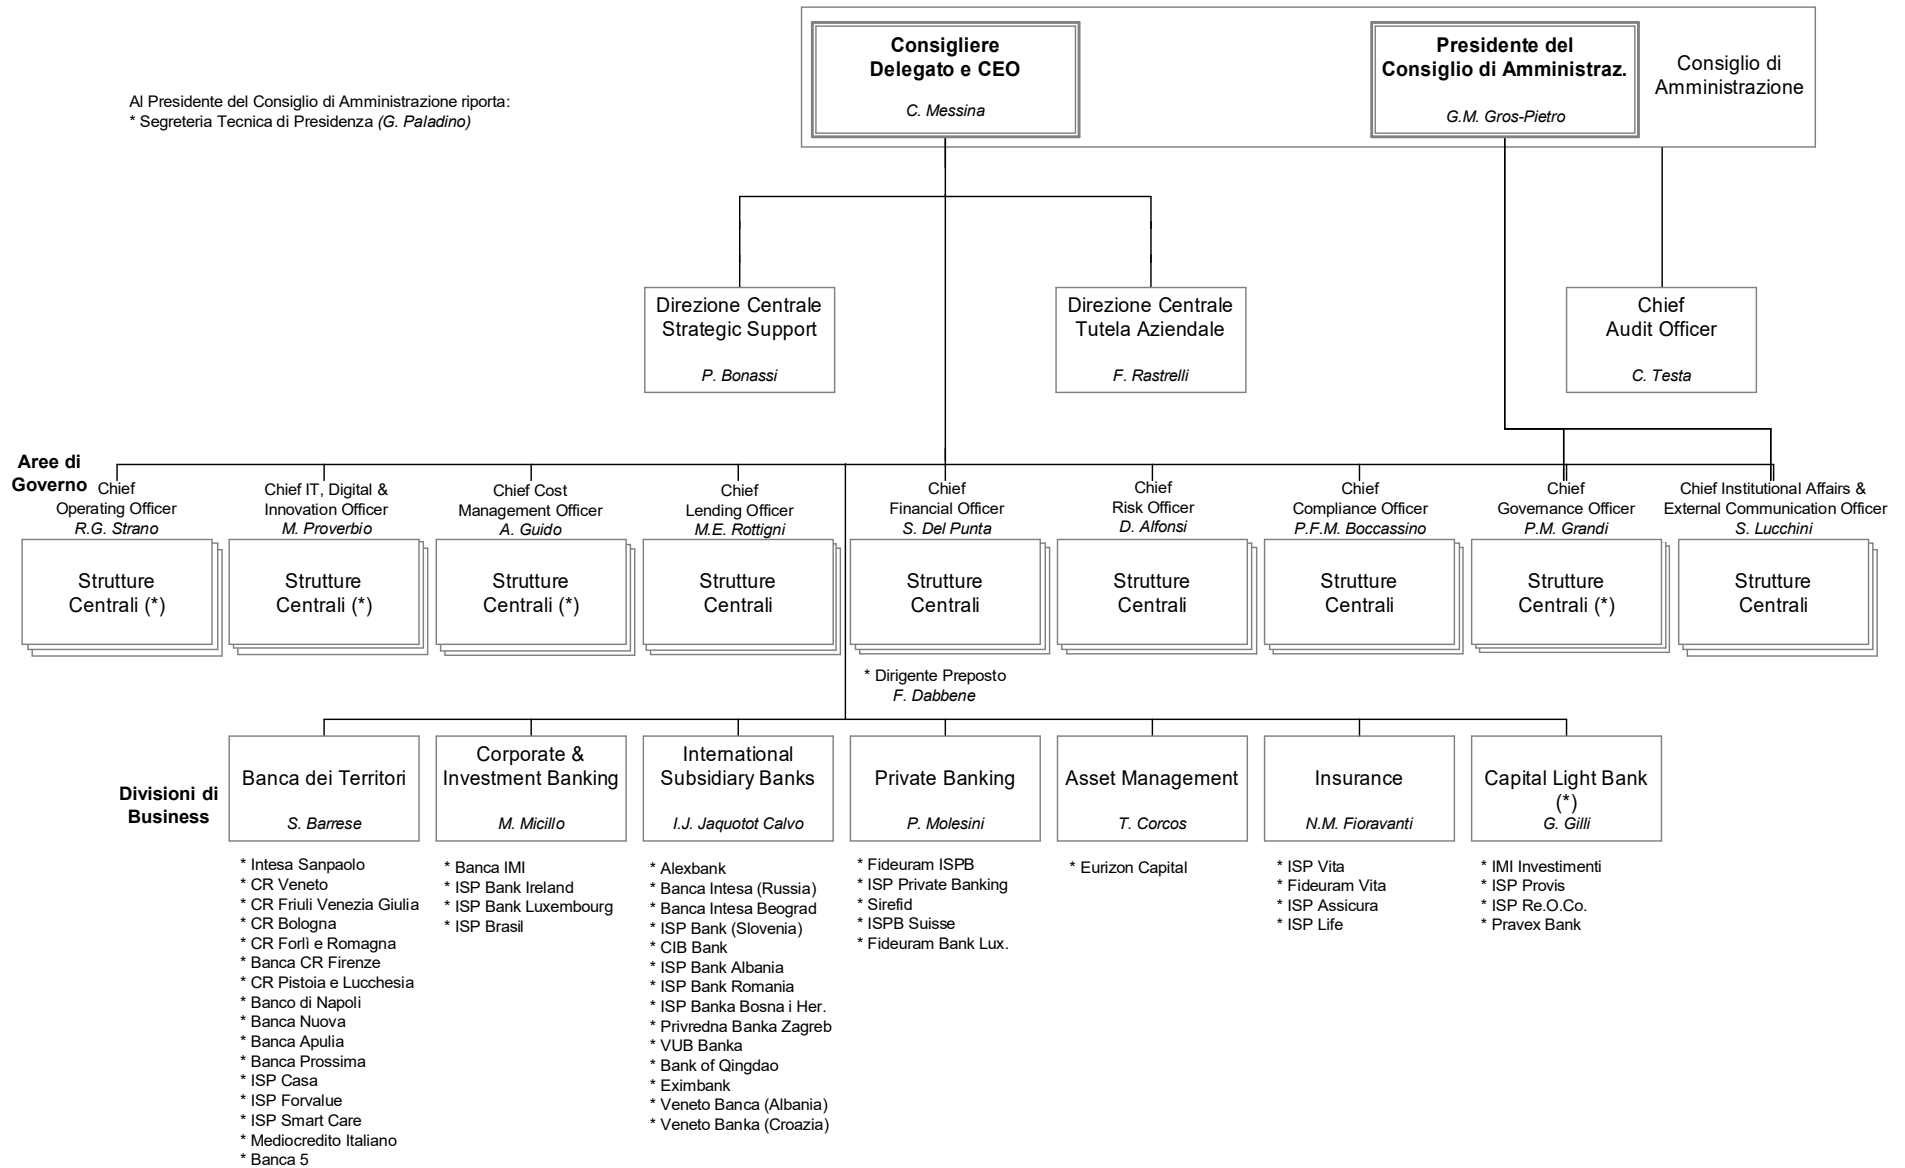 Consigliere
Delegato e CEO
C. Messina
Presidente del
Consiglio di Amministraz.
G.M. Gros-Pietro
Consiglio di
Amministrazione
Al Presidente del Consiglio di Amministrazione riporta:
* Segreteria Tecnica di Presidenza (G. Paladino)
Direzione Centrale
Strategic Support
P. Bonassi
Direzione Centrale
Tutela Aziendale
F. Rastrelli
Chief
Audit Officer
C. Testa
Aree di
Governo
Chief
Operating Officer
R.G. Strano
Strutture
Centrali (*)
Chief IT, Digital &
Innovation Officer
M. Proverbio
Strutture
Centrali (*)
Chief Cost
Management Officer
A. Guido
Strutture
Centrali (*)
Chief
Lending Officer
M.E. Rottigni
Strutture
Centrali
Chief
Financial Officer
S. Del Punta
Strutture
Centrali
* Dirigente Preposto
F. Dabbene
Chief
Risk Officer
D. Alfonsi
Strutture
Centrali
Chief
Compliance Officer
P.F.M. Boccassino
Strutture
Centrali
Chief
Governance Officer
P.M. Grandi
Strutture
Centrali (*)
Chief Institutional Affairs &
External Communication Officer
S. Lucchini
Strutture
Centrali
Divisioni di
Business
Banca dei Territori
S. Barrese
* Intesa Sanpaolo
* CR Veneto
* CR Friuli Venezia Giulia
* CR Bologna
* CR Forlì e Romagna
* Banca CR Firenze
* CR Pistoia e Lucchesia
* Banco di Napoli
* Banca Nuova
* Banca Apulia
* Banca Prossima
* ISP Casa
* ISP Forvalue
* ISP Smart Care
* Mediocredito Italiano
* Banca 5
Corporate &
Investment Banking
M. Micillo
* Banca IMI
* ISP Bank Ireland
* ISP Bank Luxembourg
* ISP Brasil
International
Subsidiary Banks
I.J. Jaquotot Calvo
* Alexbank
* Banca Intesa (Russia)
* Banca Intesa Beograd
* ISP Bank (Slovenia)
* CIB Bank
* ISP Bank Albania
* ISP Bank Romania
* ISP Banka Bosna i Her.
* Privredna Banka Zagreb
* VUB Banka
* Bank of Qingdao
* Eximbank
* Veneto Banca (Albania)
* Veneto Banka (Croazia)
Private Banking
P. Molesini
* Fideuram ISPB
* ISP Private Banking
* Sirefid
* ISPB Suisse
* Fideuram Bank Lux.
Asset Management
T. Corcos
* Eurizon Capital
Insurance
N.M. Fioravanti
* ISP Vita
* Fideuram Vita
* ISP Assicura
* ISP Life
Capital Light Bank
(*)
G. Gilli
* IMI Investimenti
* ISP Provis
* ISP Re.O.Co.
* Pravex Bank